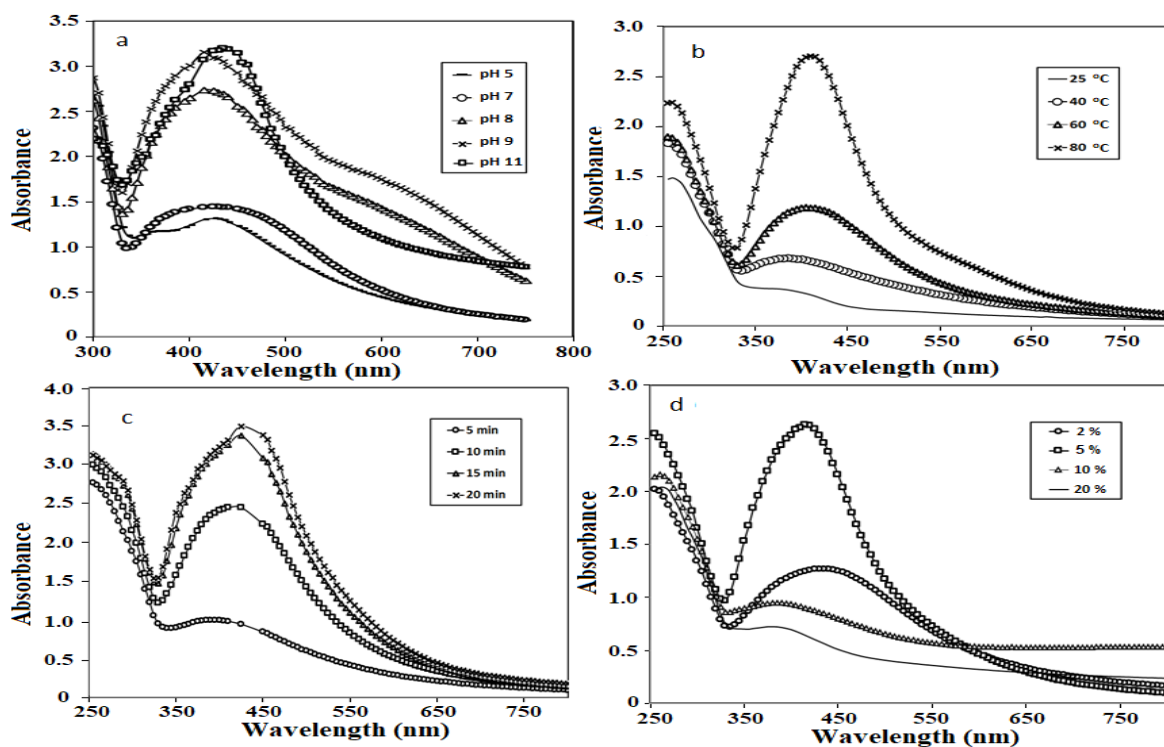 a
Absorbance
3.5
3.0
2.5
2.0
1.5
1.0
0.5
0
300 400 500 600 700 800
Wavelength (nm)
pH 5
pH 7
pH 8
pH 9
pH 11
b
Absorbance
3.0
2.5
2.0
1.5
1.0
0.5
0
250 350 450 550 650 750
Wavelength (nm)
25 °C
40 °C
60 °C
80 °C
c
Absorbance
4.0
3.5
3.0
2.5
2.0
1.5
1.0
0.5
0
250 350 450 550 650 750
Wavelength (nm)
5 min
10 min
15 min
20 min
d
Absorbance
3.0
2.5
2.0
1.5
1.0
0.5
0
250 350 450 550 650 750
Wavelength (nm)
2 %
5 %
10 %
20 %